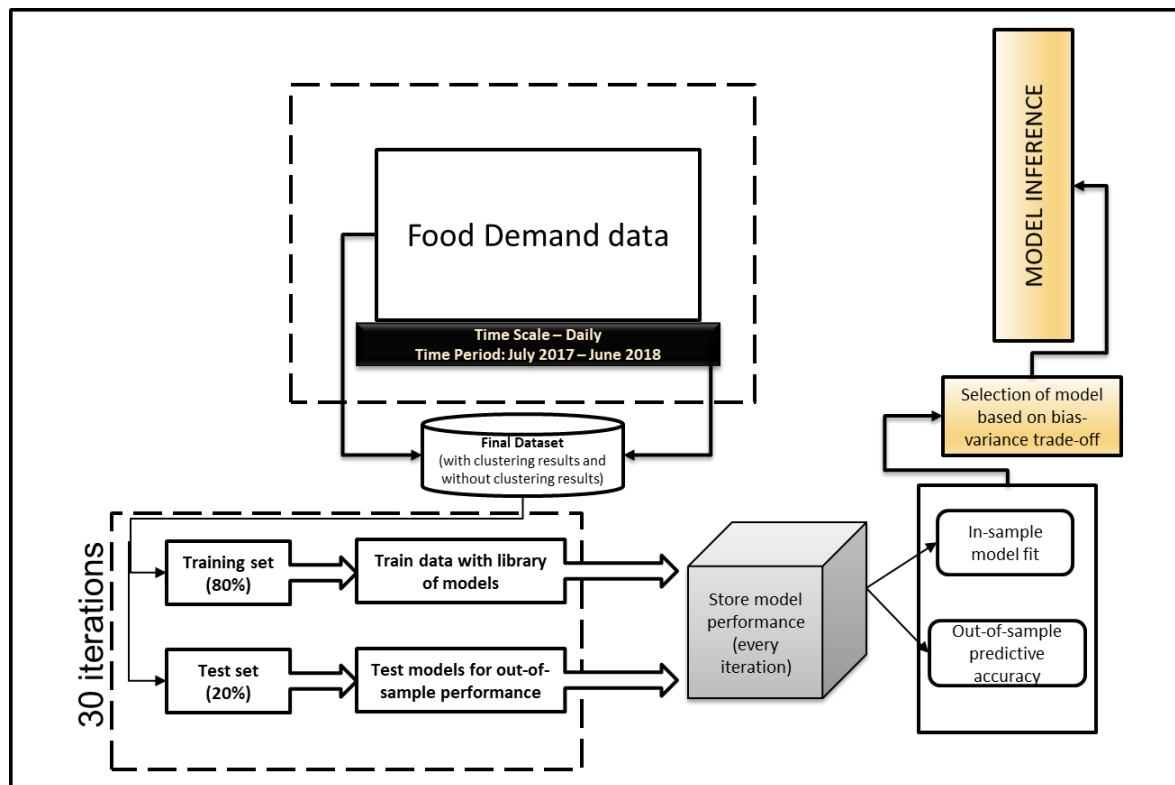 Food Demand data
Time Scale – Daily
Time Period: July 2017 – June 2018
Final Dataset
(with clustering results and
without clustering results)
30 iterations
Training set
(80%)
Train data with library
of models
Test set
(20%)
Test models for out-of-
sample performance
Store model
performance
(every
iteration)
In-sample
model fit
Out-of-sample
predictive
accuracy
Selection of model
based on bias-
variance trade-off
MODEL INFERENCE